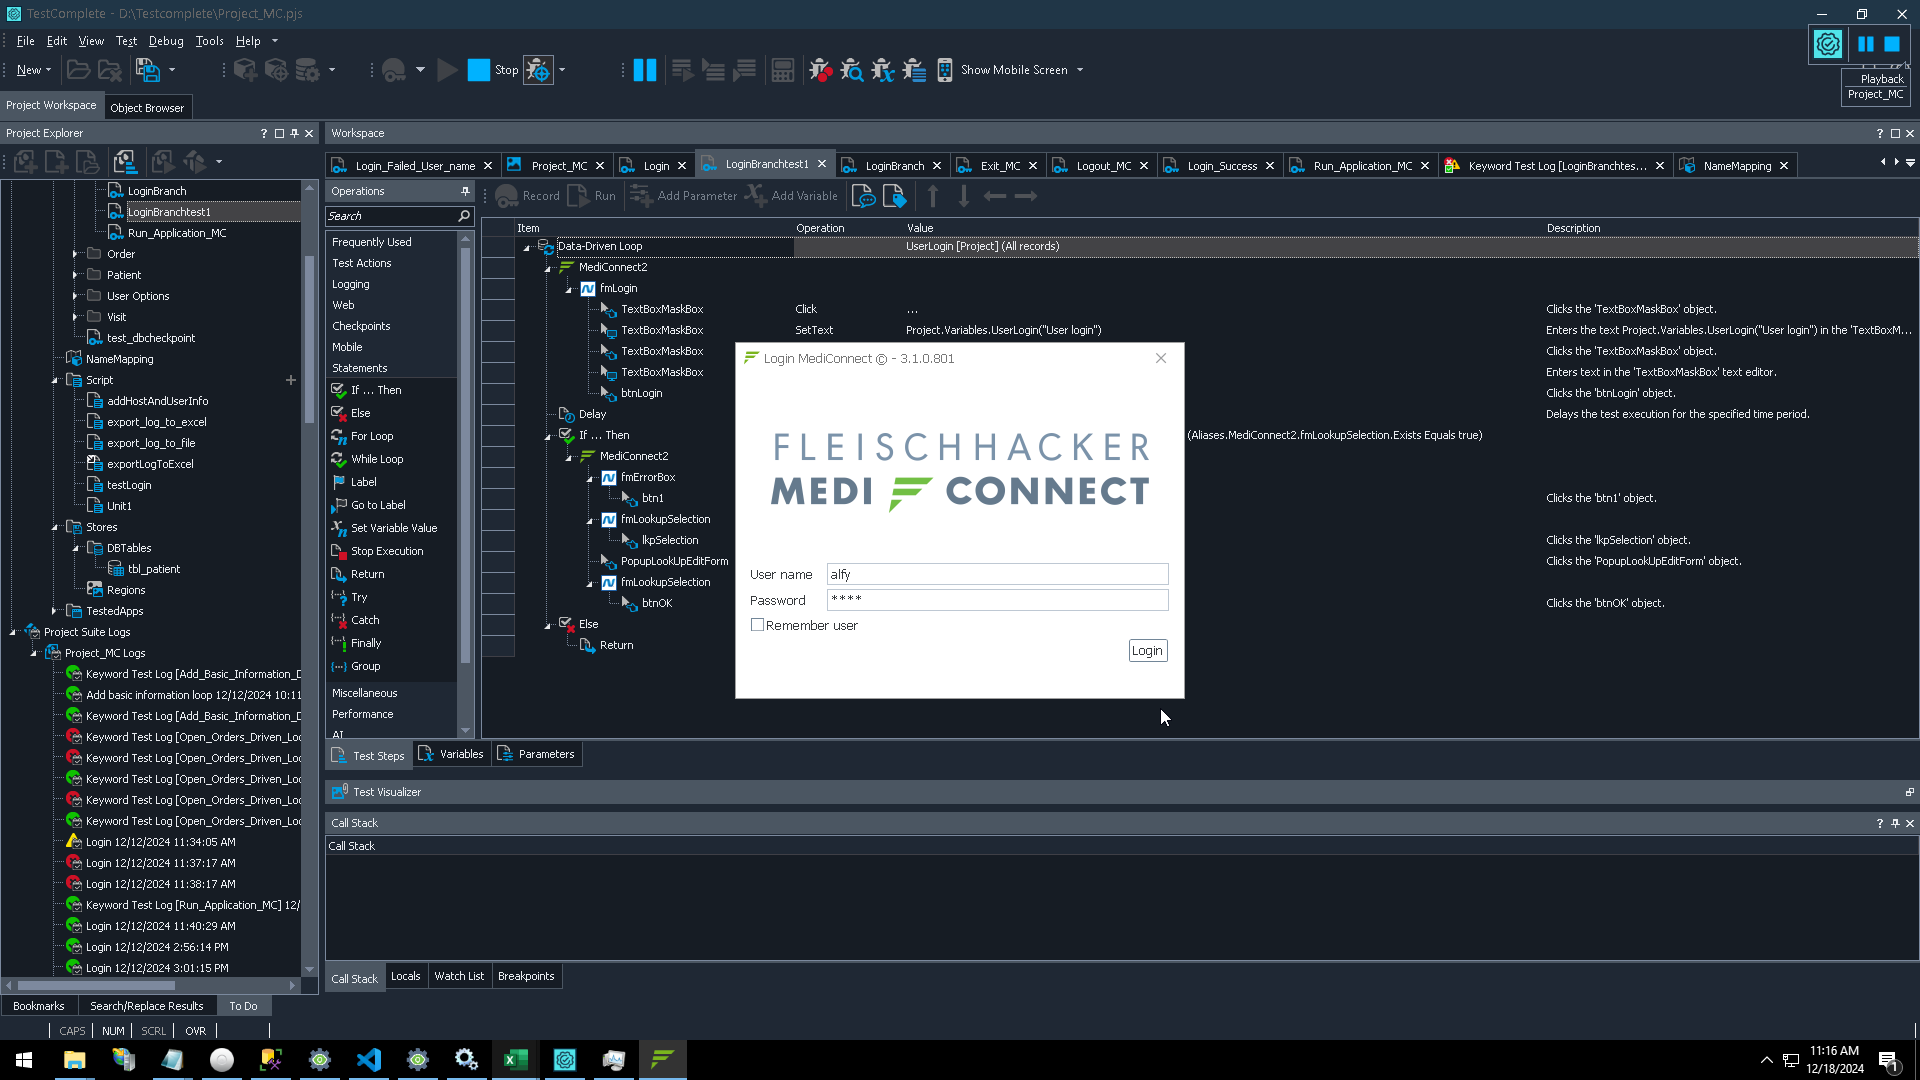 TestComplete - D:\Testcomplete\Project_MC.pjs
File Edit View Test Debug Tools Help
New Stop Show Mobile Screen
Playback
Project_MC
Project Workspace Object Browser
Project Explorer
Workspace
Login_Failed_User_name Project_MC Login LoginBranchtest1 LoginBranch Exit_MC Logout_MC Login_Success Run_Application_MC Keyword Test Log [LoginBranchtes... NameMapping
LoginBranch
LoginBranchtest1
Run_Application_MC
Order
Patient
User Options
Visit
test_dbcheckpoint
NameMapping
Script
addHostAndUserInfo
export_log_to_excel
export_log_to_file
exportLogToExcel
testLogin
Unit1
Stores
DBTables
tbl_patient
Regions
TestedApps
Project Suite Logs
Project_MC Logs
Keyword Test Log [Add_Basic_Information_D
Add basic information loop 12/12/2024 10:11
Keyword Test Log [Add_Basic_Information_D
Keyword Test Log [Open_Orders_Driven_Loo
Keyword Test Log [Open_Orders_Driven_Loo
Keyword Test Log [Open_Orders_Driven_Loo
Keyword Test Log [Open_Orders_Driven_Loo
Keyword Test Log [Open_Orders_Driven_Loo
Login 12/12/2024 11:34:05 AM
Login 12/12/2024 11:37:17 AM
Login 12/12/2024 11:38:17 AM
Keyword Test Log [Run_Application_MC] 12/
Login 12/12/2024 11:40:29 AM
Login 12/12/2024 2:56:14 PM
Login 12/12/2024 3:01:15 PM
Bookmarks Search/Replace Results To Do
CAPS NUM SCRL OVR
Operations
Search
Frequently Used
Test Actions
Logging
Web
Checkpoints
Mobile
Statements
If ... Then
Else
For Loop
While Loop
Label
Go to Label
Set Variable Value
Stop Execution
Return
Try
Catch
Finally
Group
Miscellaneous
Performance
AI
Record Run Add Parameter Add Variable
Item Operation Value Description
Data-Driven Loop UserLogin [Project] (All records)
MediConnect2
fmLogin
TextBoxMaskBox Click ... Clicks the 'TextBoxMaskBox' object.
TextBoxMaskBox SetText Project.Variables.UserLogin("User login") Enters the text Project.Variables.UserLogin("User login") in the 'TextBoxM...
TextBoxMaskBox Clicks the 'TextBoxMaskBox' object.
TextBoxMaskBox Enters text in the 'TextBoxMaskBox' text editor.
btnLogin Clicks the 'btnLogin' object.
Delay Delays the test execution for the specified time period.
If ... Then (Aliases.MediConnect2.fmLookupSelection.Exists Equals true)
MediConnect2
fmErrorBox
btn1 Clicks the 'btn1' object.
fmLookupSelection
lkpSelection Clicks the 'lkpSelection' object.
PopupLookUpEditForm Clicks the 'PopupLookUpEditForm' object.
fmLookupSelection
btnOK Clicks the 'btnOK' object.
Else
Return
Login MediConnect © - 3.1.0.801
FLEISCHHACKER
MEDI CONNECT
User name alfy
Password ****
Remember user
Login
Test Steps Variables Parameters
Test Visualizer
Call Stack
Call Stack
Call Stack Locals Watch List Breakpoints
11:16 AM
12/18/2024
1